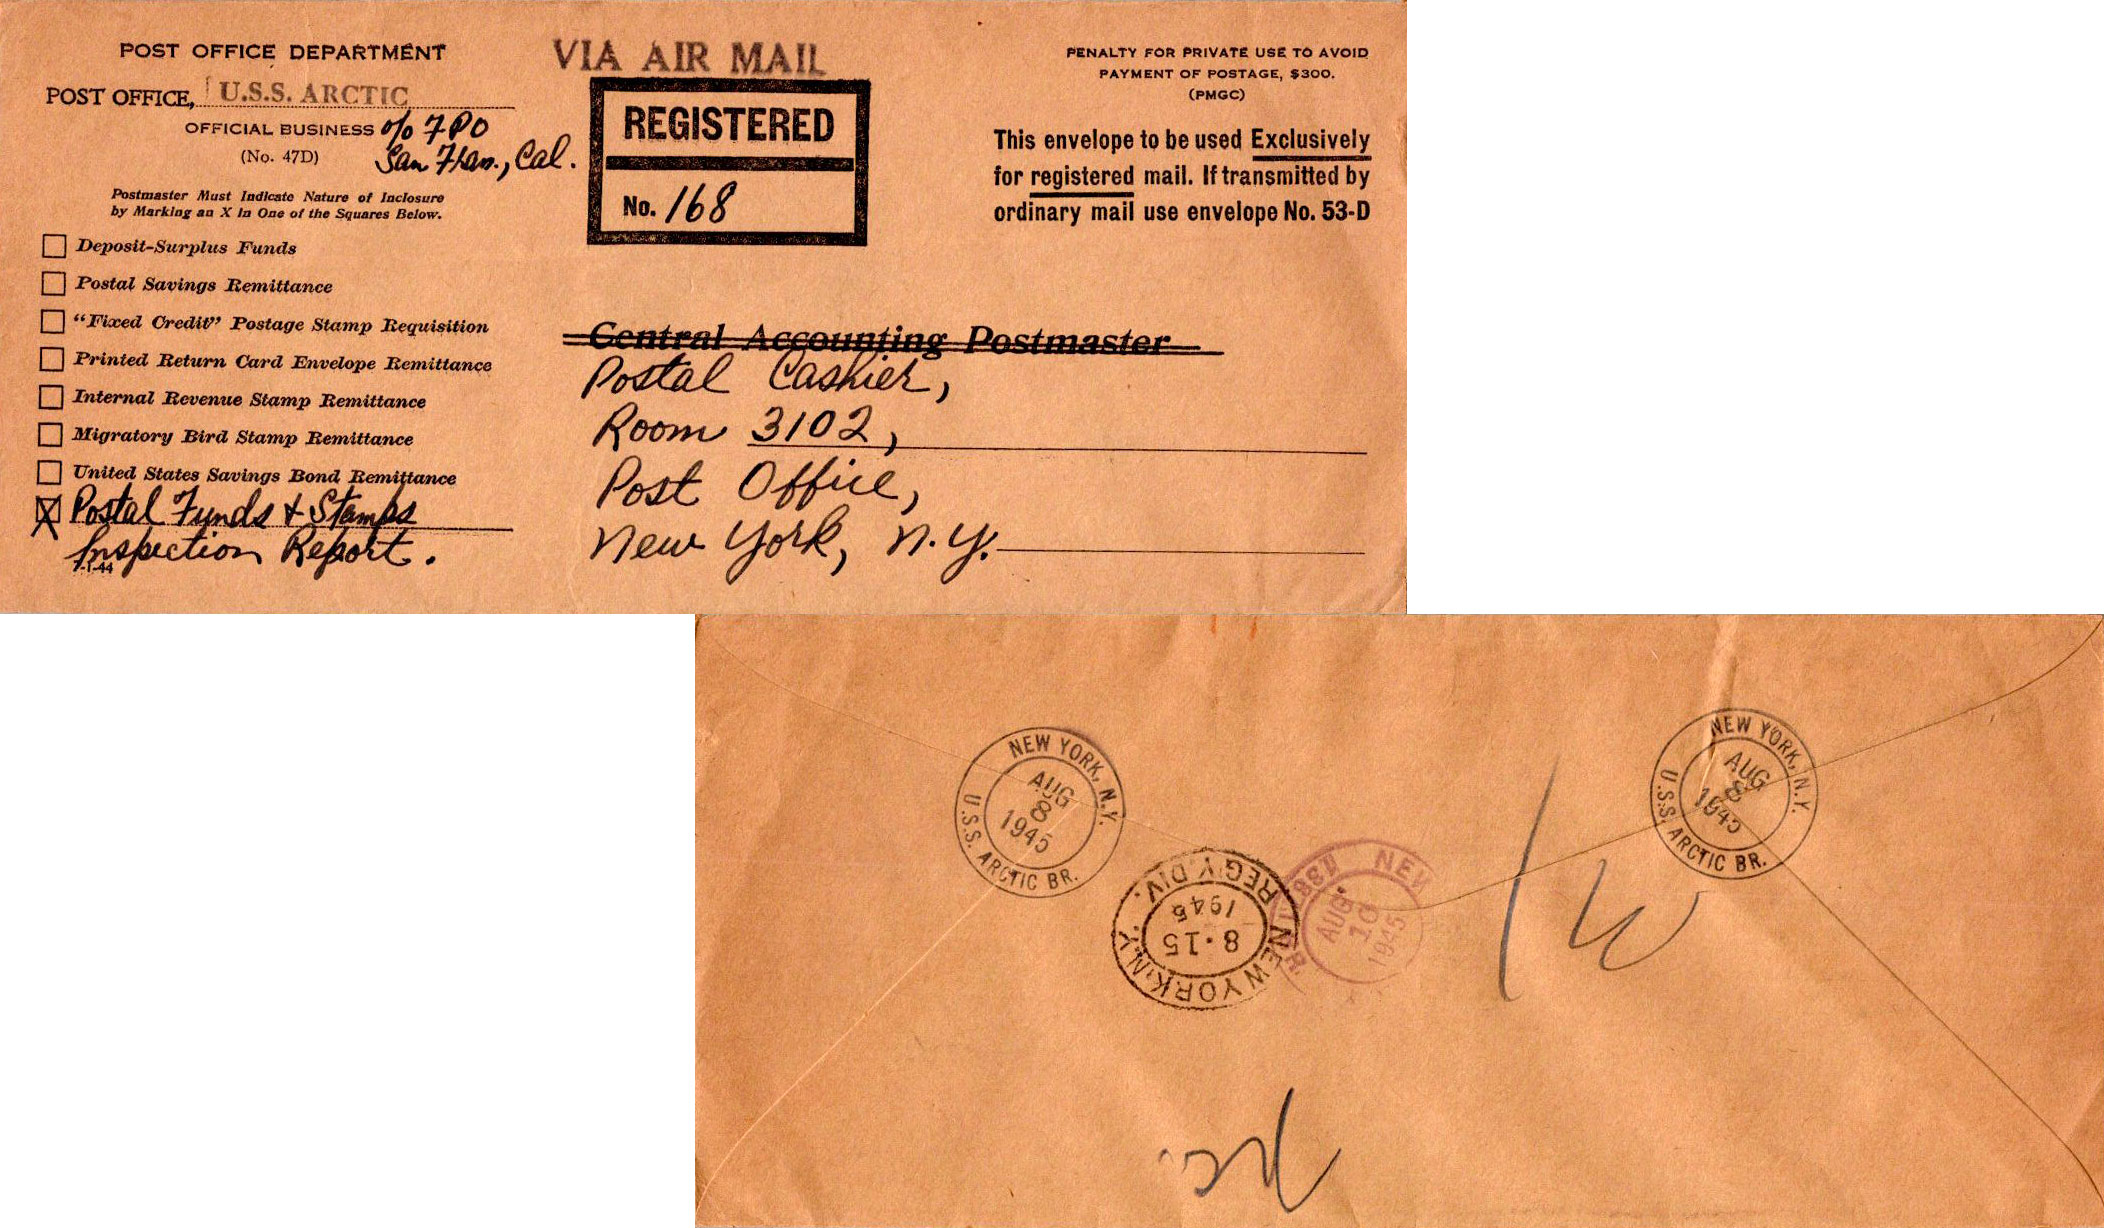 POST OFFICE DEPARTMENT
POST OFFICE, U.S.S. ARCTIC
OFFICIAL BUSINESS c/o FPO
(No. 47D) San Fran., Cal.
Postmaster Must Indicate Nature of Inclosure
by Marking an X in One of the Squares Below.
Deposit-Surplus Funds
Postal Savings Remittance
"Fixed Credit" Postage Stamp Requisition
Printed Return Card Envelope Remittance
Internal Revenue Stamp Remittance
Migratory Bird Stamp Remittance
United States Savings Bond Remittance
X Postal Funds & Stamps
Inspection Report.
7-1-44
VIA AIR MAIL
REGISTERED
No. 168
PENALTY FOR PRIVATE USE TO AVOID
PAYMENT OF POSTAGE, $300.
(PMGC)
This envelope to be used Exclusively
for registered mail. If transmitted by
ordinary mail use envelope No. 53-D
Central Accounting Postmaster
Postal Cashier,
Room 3102,
Post Office,
New York, N.Y.
NEW YORK, N.Y.
AUG
8
1945
U.S.S. ARCTIC BR.
NEW YORK, N.Y.
AUG
8
1945
U.S.S. ARCTIC BR.
NEW YORK, N.Y.
8·15
1945
REG'Y. DIV.
NEW
AUG.
10
1945